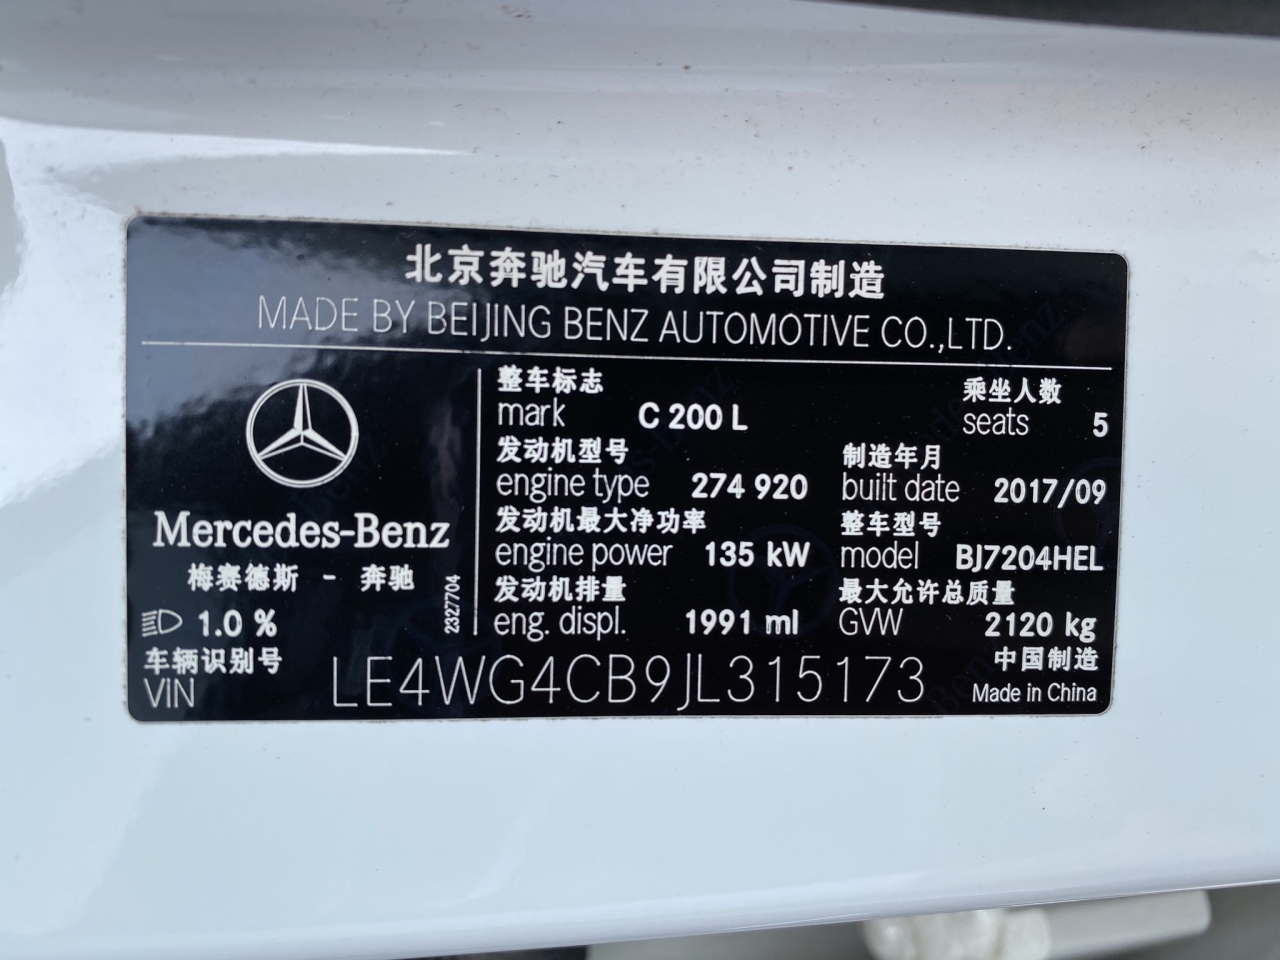 北京奔驰汽车有限公司制造
MADE BY BEIJING BENZ AUTOMOTIVE CO.,LTD.
Mercedes-Benz
梅赛德斯 - 奔驰
1.0 %
2327704
整车标志
mark C 200 L
乘坐人数
seats 5
发动机型号
engine type 274 920
制造年月
built date 2017/09
发动机最大净功率
engine power 135 kW
整车型号
model BJ7204HEL
发动机排量
eng. displ. 1991 ml
最大允许总质量
GVW 2120 kg
车辆识别号
VIN LE4WG4CB9JL315173
中国制造
Made in China